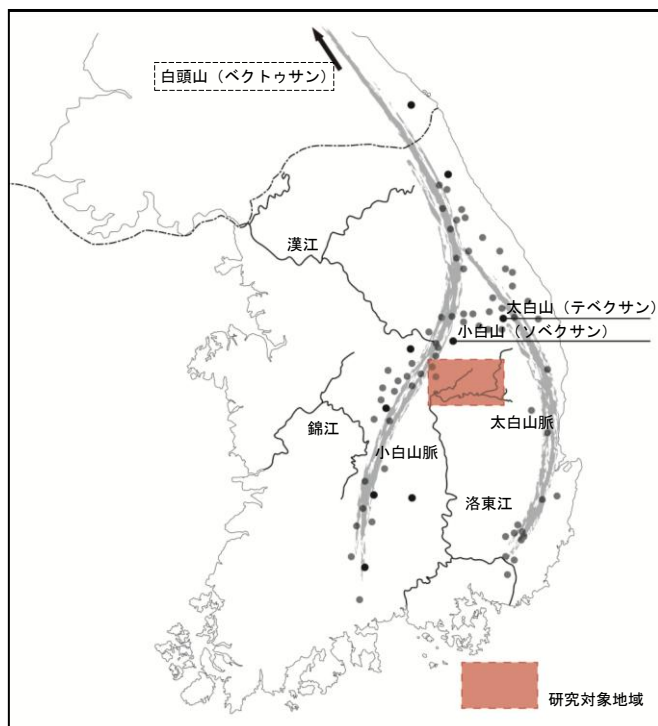 白頭山（ベクトゥサン）
漢江
太白山（テベクサン）
小白山（ソベクサン）
太白山脈
錦江
小白山脈
洛東江
研究対象地域